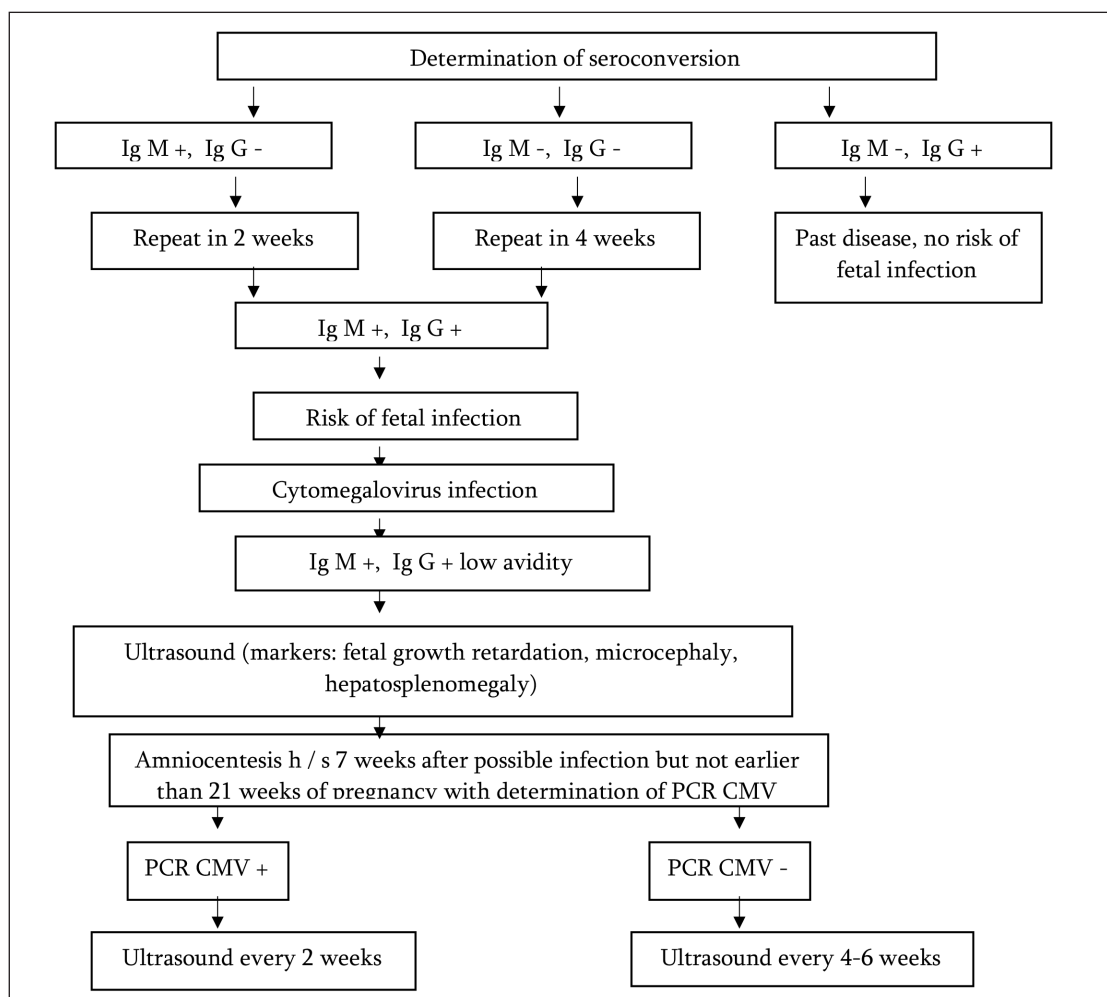 Determination of seroconversion
Ig M +, Ig G -
Ig M -, Ig G -
Ig M -, Ig G +
Repeat in 2 weeks
Repeat in 4 weeks
Past disease, no risk of
fetal infection
Ig M +, Ig G +
Risk of fetal infection
Cytomegalovirus infection
Ig M +, Ig G + low avidity
Ultrasound (markers: fetal growth retardation, microcephaly,
hepatosplenomegaly)
Amniocentesis h / s 7 weeks after possible infection but not earlier
than 21 weeks of pregnancy with determination of PCR CMV
PCR CMV +
PCR CMV -
Ultrasound every 2 weeks
Ultrasound every 4-6 weeks